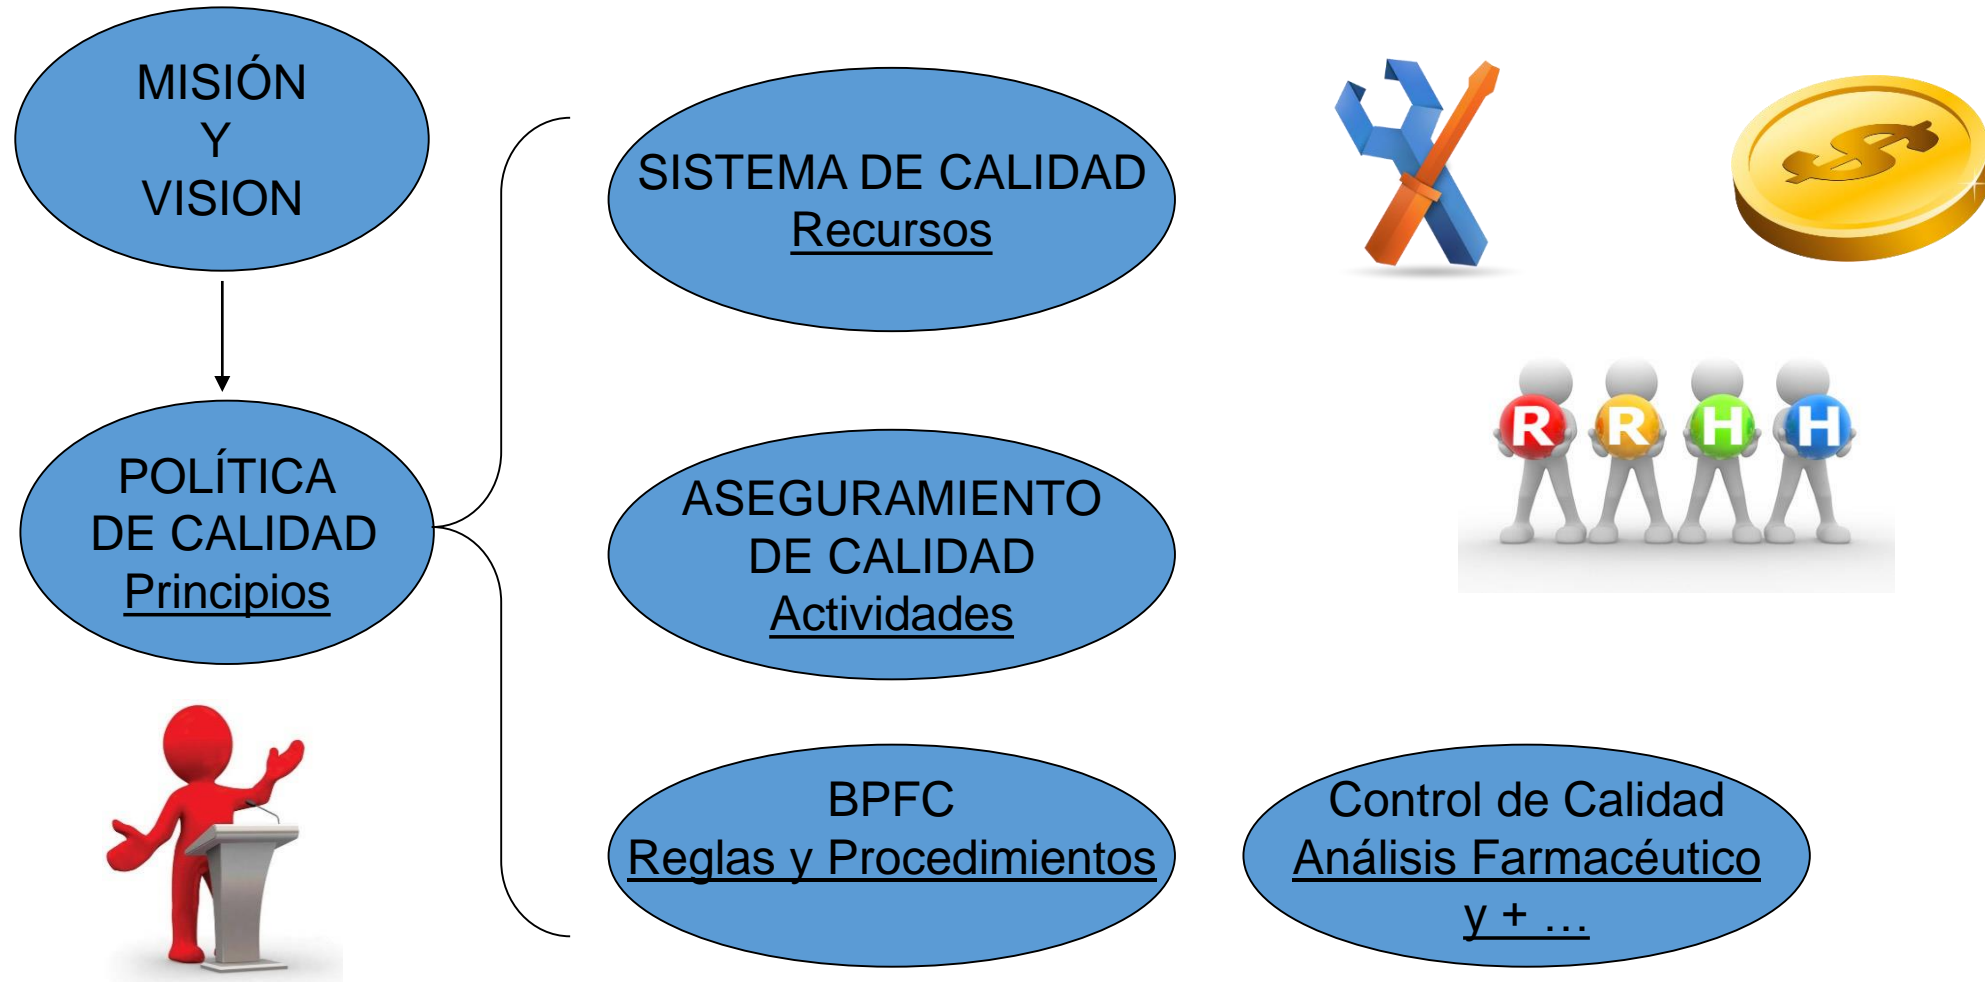 MISIÓN
Y
VISION
POLÍTICA
DE CALIDAD
Principios
SISTEMA DE CALIDAD
Recursos
$
R R H H
ASEGURAMIENTO
DE CALIDAD
Actividades
BPFC
Reglas y Procedimientos
Control de Calidad
Análisis Farmacéutico
y + …